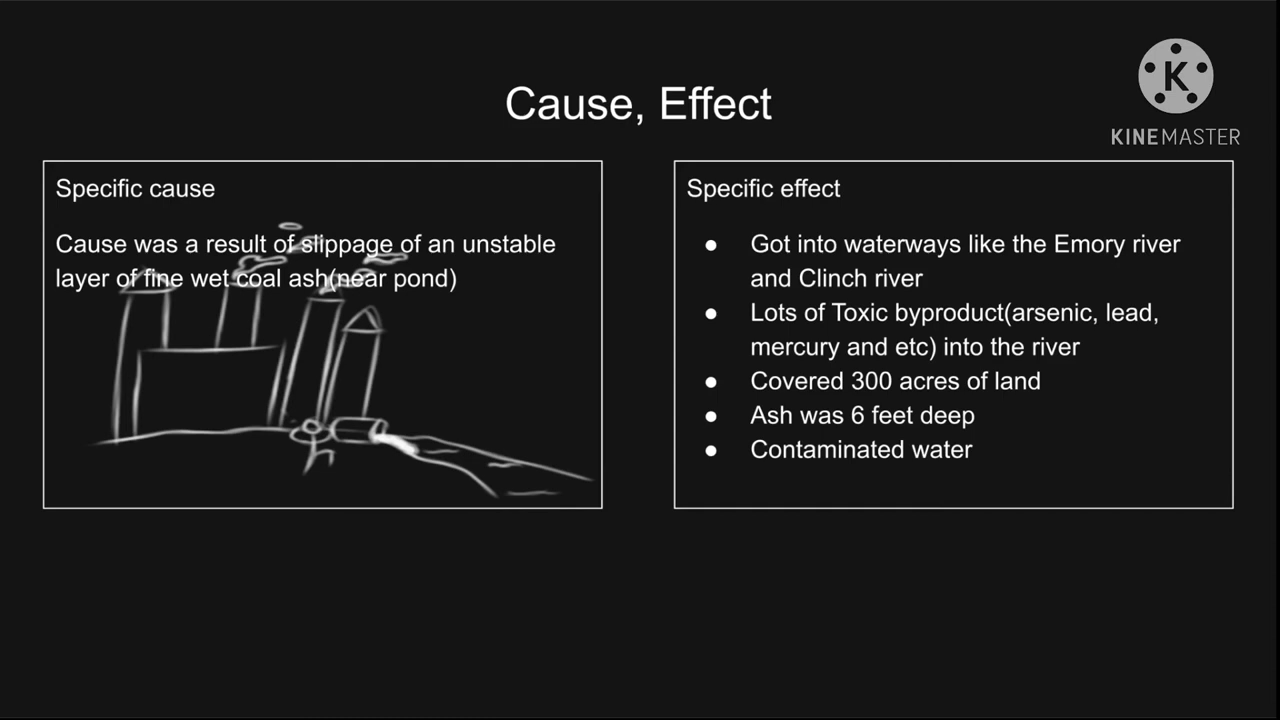 Cause, Effect
K
KINEMASTER
Specific cause
Cause was a result of slippage of an unstable
layer of fine wet coal ash(near pond)
Specific effect
● Got into waterways like the Emory river
and Clinch river
● Lots of Toxic byproduct(arsenic, lead,
mercury and etc) into the river
● Covered 300 acres of land
● Ash was 6 feet deep
● Contaminated water